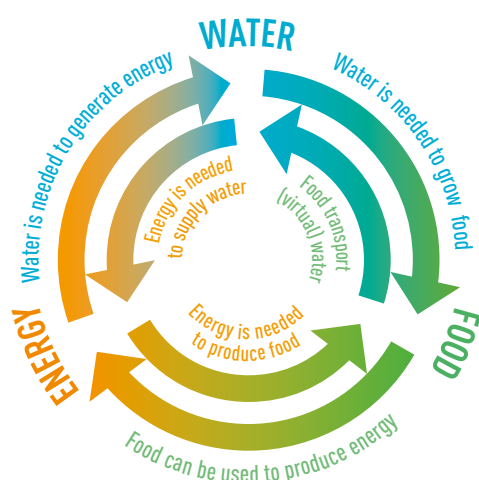 WATER
Water is needed to generate energy
Water is needed to grow food
Energy is needed
to supply water
Food transport
(virtual) water
ENERGY
FOOD
Energy is needed
to produce food
Food can be used to produce energy